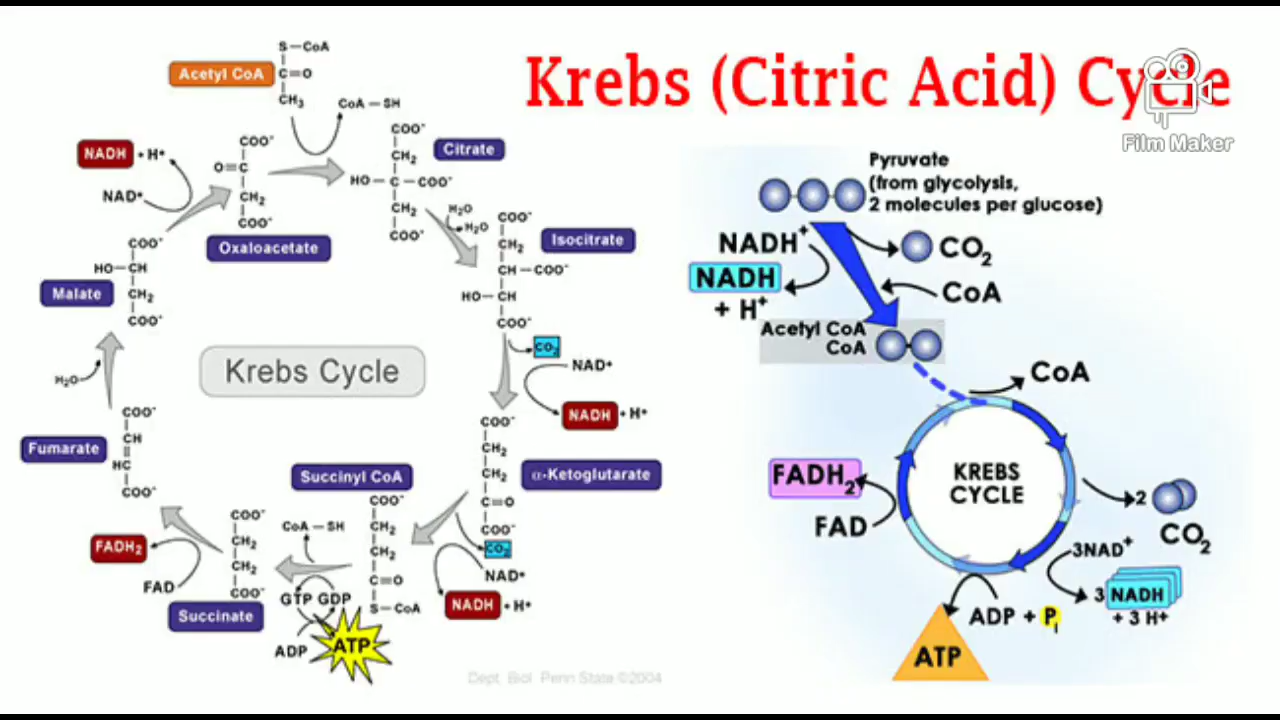 Krebs (Citric Acid) Cycle
Film Maker
S—CoA
Acetyl CoA
C=O
CH₃
CoA—SH
COO⁻
CH₂
HO—C—COO⁻
CH₂
COO⁻
Citrate
H₂O
H₂O
COO⁻
CH₂
CH—COO⁻
HO—CH
COO⁻
Isocitrate
CO₂
NAD⁺
NADH + H⁺
COO⁻
CH₂
CH₂
C=O
COO⁻
α-Ketoglutarate
CO₂
NAD⁺
NADH + H⁺
Succinyl CoA
COO⁻
CH₂
CH₂
C=O
S—CoA
CoA—SH
GTP GDP
ADP
ATP
COO⁻
CH₂
CH₂
COO⁻
Succinate
FAD
FADH₂
COO⁻
CH
HC
COO⁻
Fumarate
H₂O
COO⁻
HO—CH
CH₂
COO⁻
Malate
NAD⁺
NADH + H⁺
COO⁻
O=C
CH₂
COO⁻
Oxaloacetate
Krebs Cycle
Dept. Biol. Penn State ©2004
Pyruvate
(from glycolysis,
2 molecules per glucose)
NADH⁺
NADH
+ H⁺
CO₂
CoA
Acetyl CoA
CoA
CoA
KREBS
CYCLE
FADH₂
FAD
2
CO₂
3NAD⁺
3 NADH
+ 3 H⁺
ADP + Pᵢ
ATP